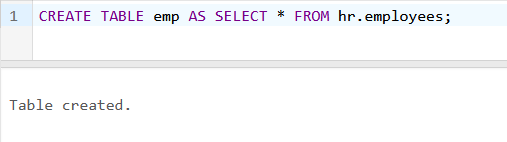 1 CREATE TABLE emp AS SELECT * FROM hr.employees;
Table created.